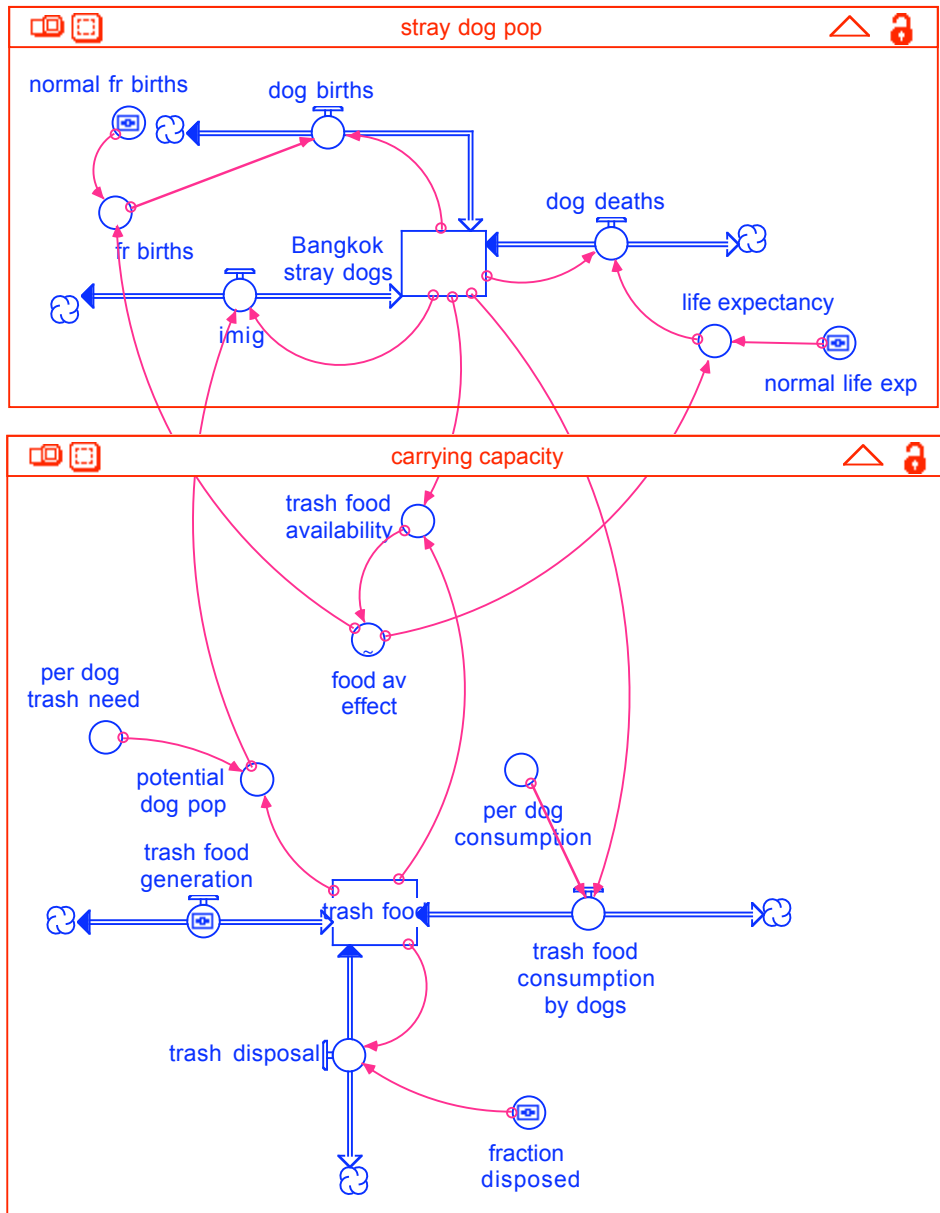 stray dog pop
normal fr births
dog births
dog deaths
fr births
Bangkok
stray dogs
life expectancy
imig
normal life exp
carrying capacity
trash food
availability
food av
effect
~
per dog
trash need
potential
dog pop
per dog
consumption
trash food
generation
trash food
trash food
consumption
by dogs
trash disposal
fraction
disposed